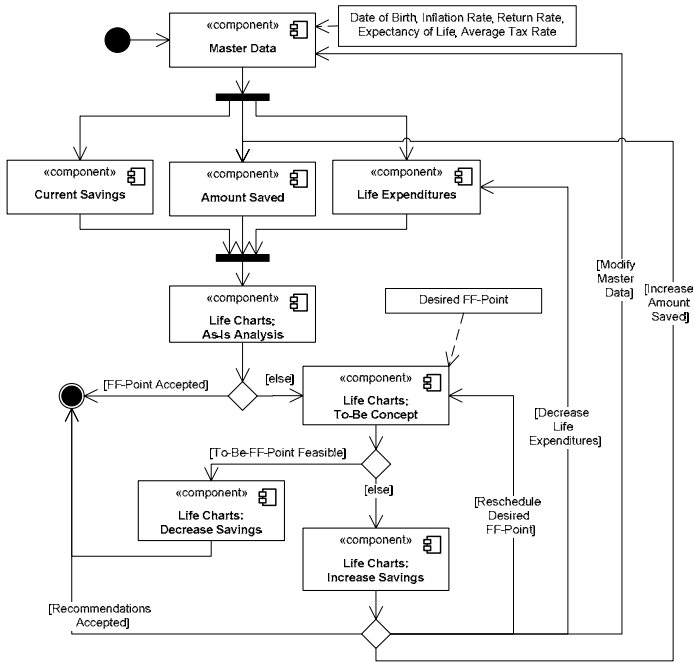 «component»
Master Data
Date of Birth, Inflation Rate, Return Rate,
Expectancy of Life, Average Tax Rate
«component»
Current Savings
«component»
Amount Saved
«component»
Life Expenditures
«component»
Life Charts:
As-Is Analysis
Desired FF-Point
[Modify
Master
Data]
[Increase
Amount
Saved]
[FF-Point Accepted]
[else]
«component»
Life Charts:
To-Be Concept
[Decrease
Life
Expenditures]
[To-Be-FF-Point Feasible]
[else]
«component»
Life Charts:
Decrease Savings
[Reschedule
Desired
FF-Point]
«component»
Life Charts:
Increase Savings
[Recommendations
Accepted]